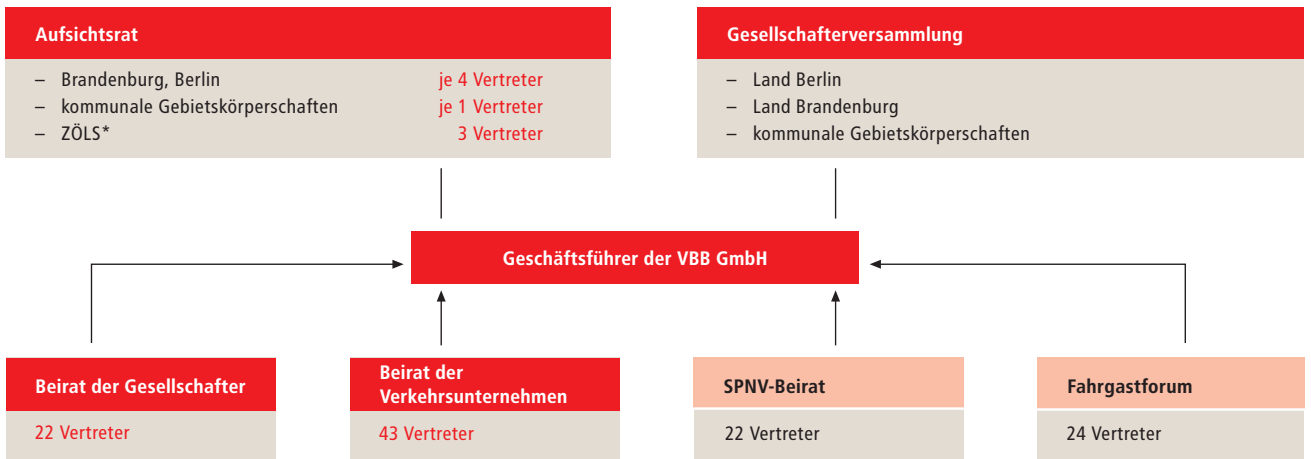 Aufsichtsrat
– Brandenburg, Berlin je 4 Vertreter
– kommunale Gebietskörperschaften je 1 Vertreter
– ZÖLS* 3 Vertreter
Gesellschafterversammlung
– Land Berlin
– Land Brandenburg
– kommunale Gebietskörperschaften
Geschäftsführer der VBB GmbH
Beirat der Gesellschafter
22 Vertreter
Beirat der
Verkehrsunternehmen
43 Vertreter
SPNV-Beirat
22 Vertreter
Fahrgastforum
24 Vertreter